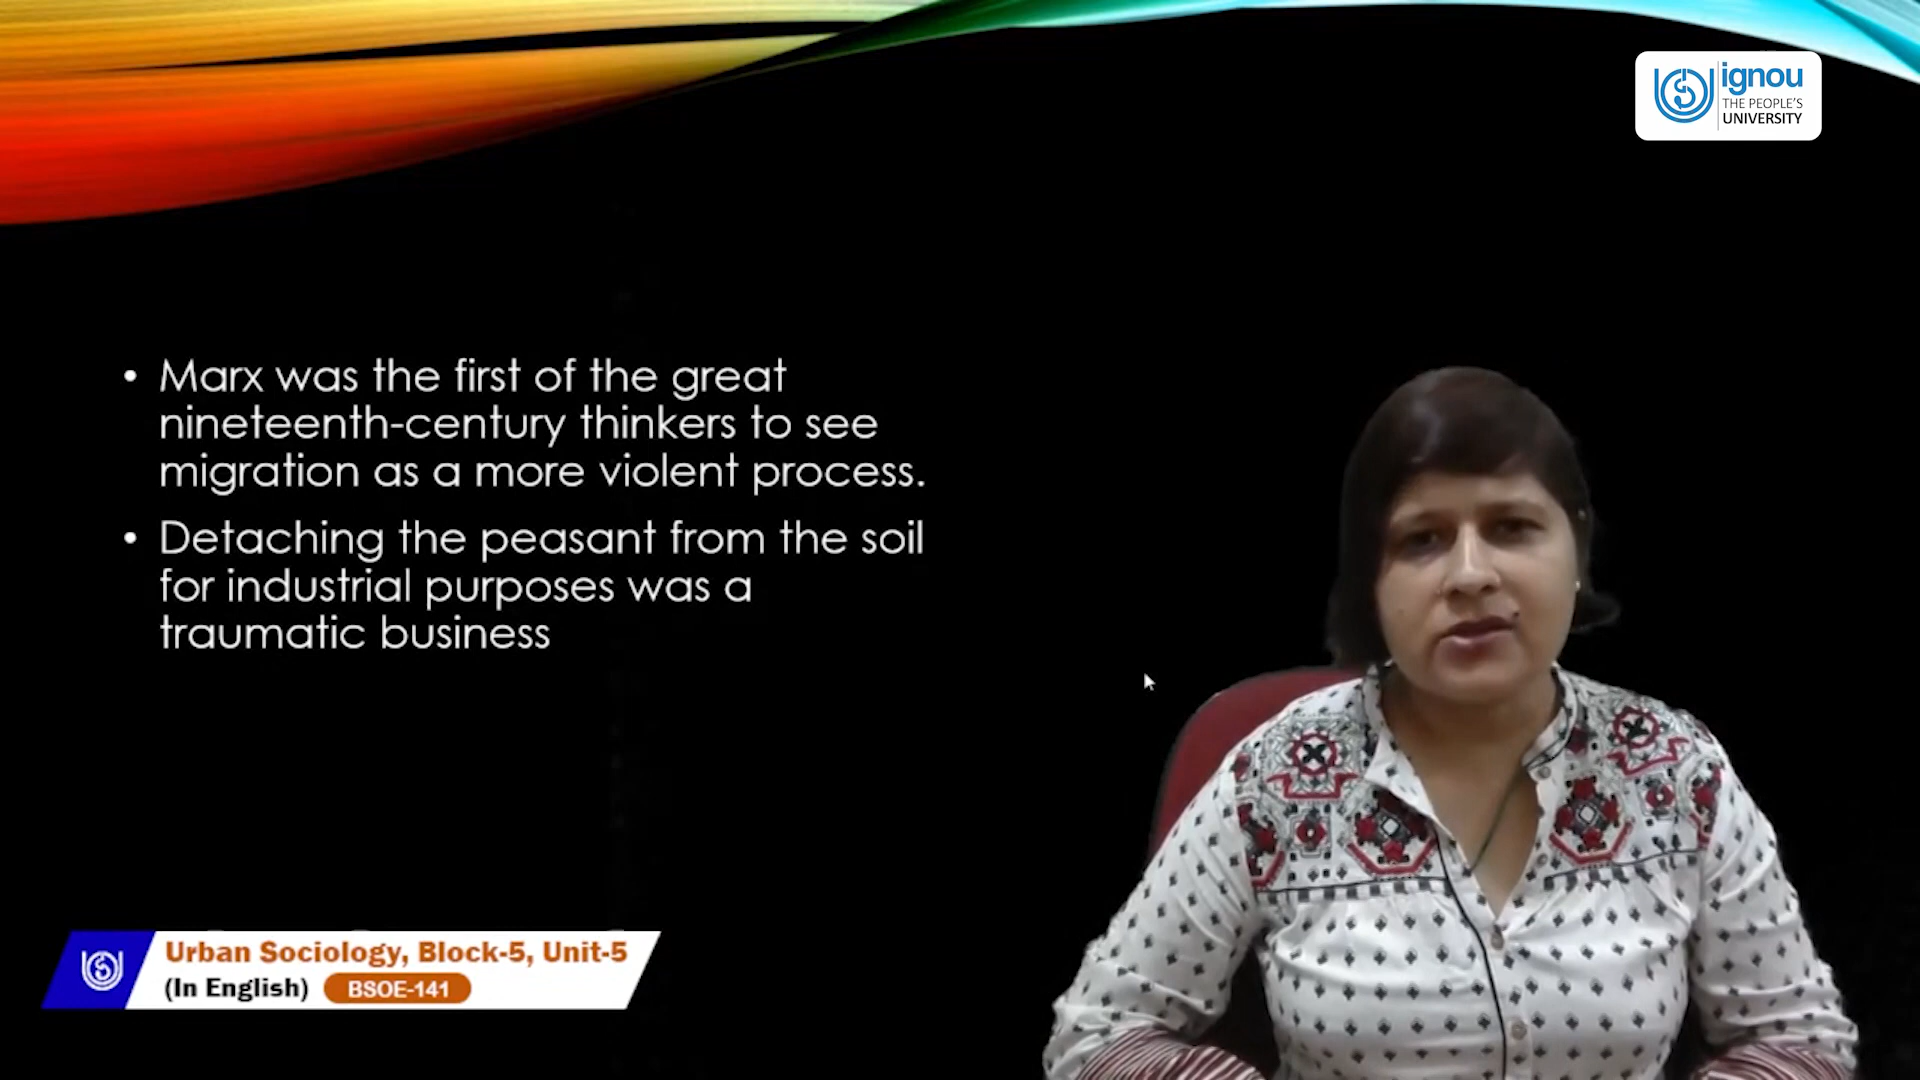 ignou
THE PEOPLE'S
UNIVERSITY
• Marx was the first of the great
nineteenth-century thinkers to see
migration as a more violent process.
• Detaching the peasant from the soil
for industrial purposes was a
traumatic business
Urban Sociology, Block-5, Unit-5
(In English) BSOE-141